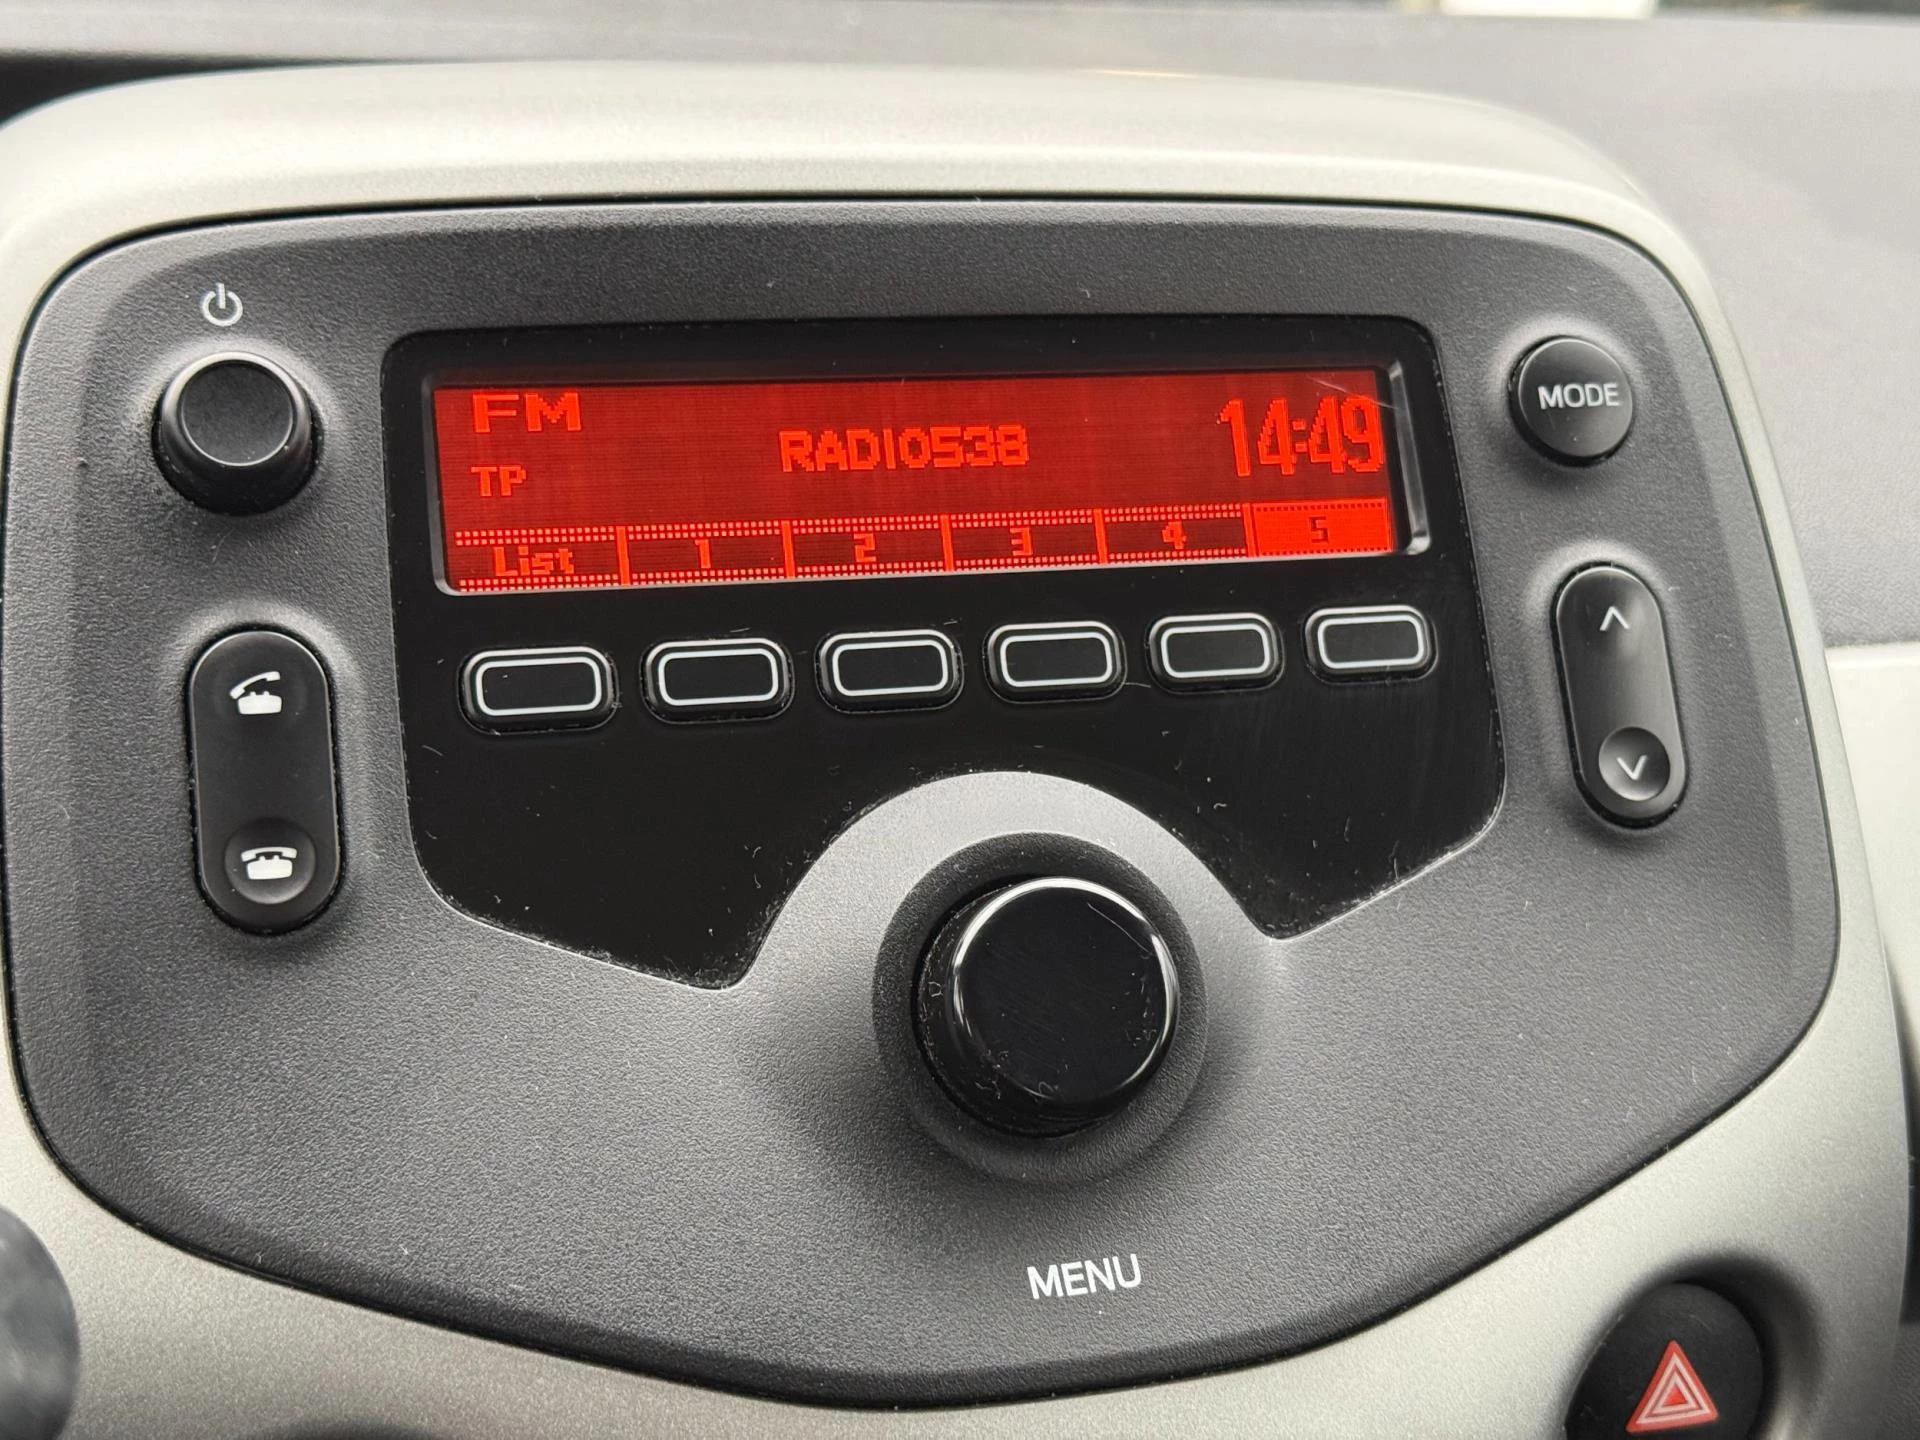 FM
RADIO538
14:49
TP
List 1 2 3 4 5
MODE
MENU